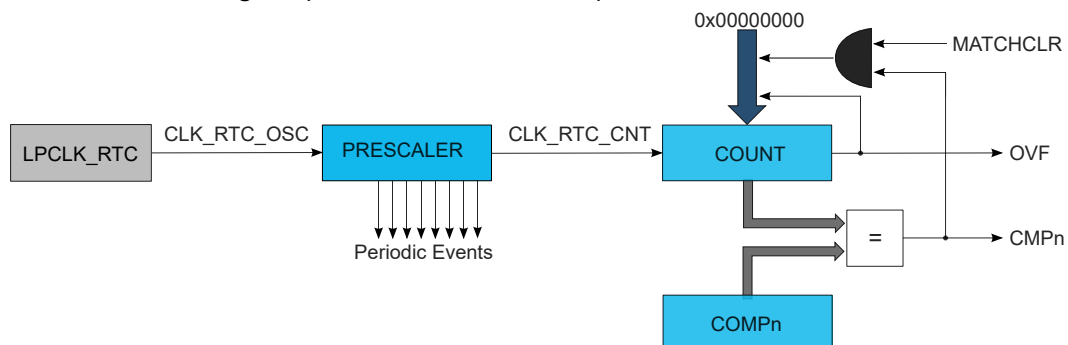 0x00000000
MATCHCLR
LPCLK_RTC
CLK_RTC_OSC
PRESCALER
CLK_RTC_CNT
COUNT
OVF
Periodic Events
=
CMPn
COMPn